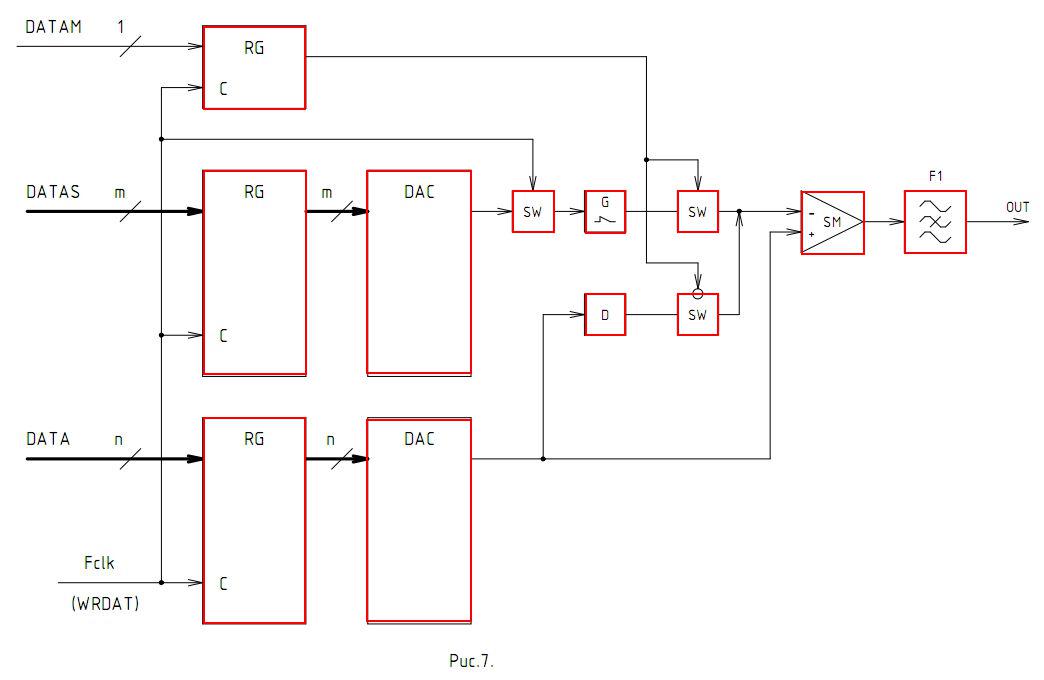 DATAM 1
RG
C
DATAS m
RG
m
DAC
SW
G
SW
F1
- SM
+
OUT
C
D
SW
DATA n
RG
n
DAC
Fclk
C
(WRDAT)
Рис.7.